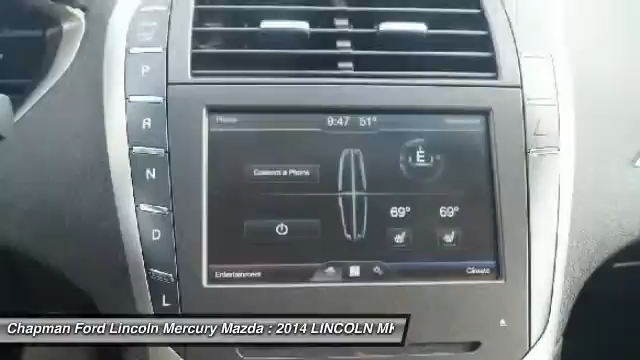 P
R
N
D
L
Phone
9:47 51°
E
Connect a Phone
69° 69°
Entertainment
Climate
Chapman Ford Lincoln Mercury Mazda : 2014 LINCOLN MK